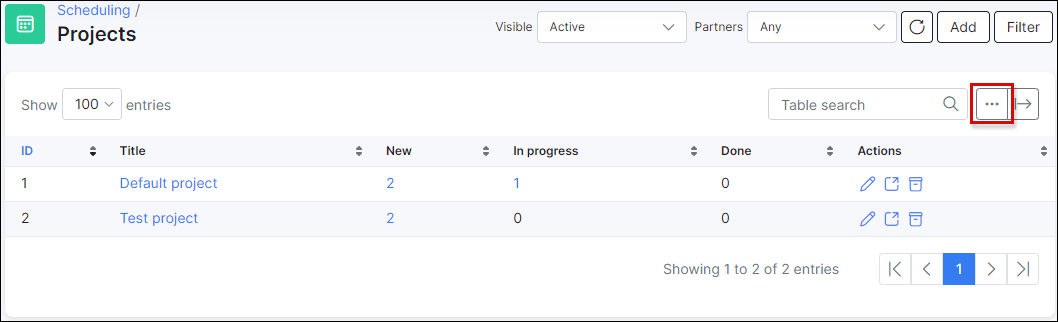 Scheduling /
Projects
Visible Active Partners Any Add Filter
Show 100 entries Table search ...
ID Title New In progress Done Actions
1 Default project 2 1 0
2 Test project 2 0 0
Showing 1 to 2 of 2 entries 1